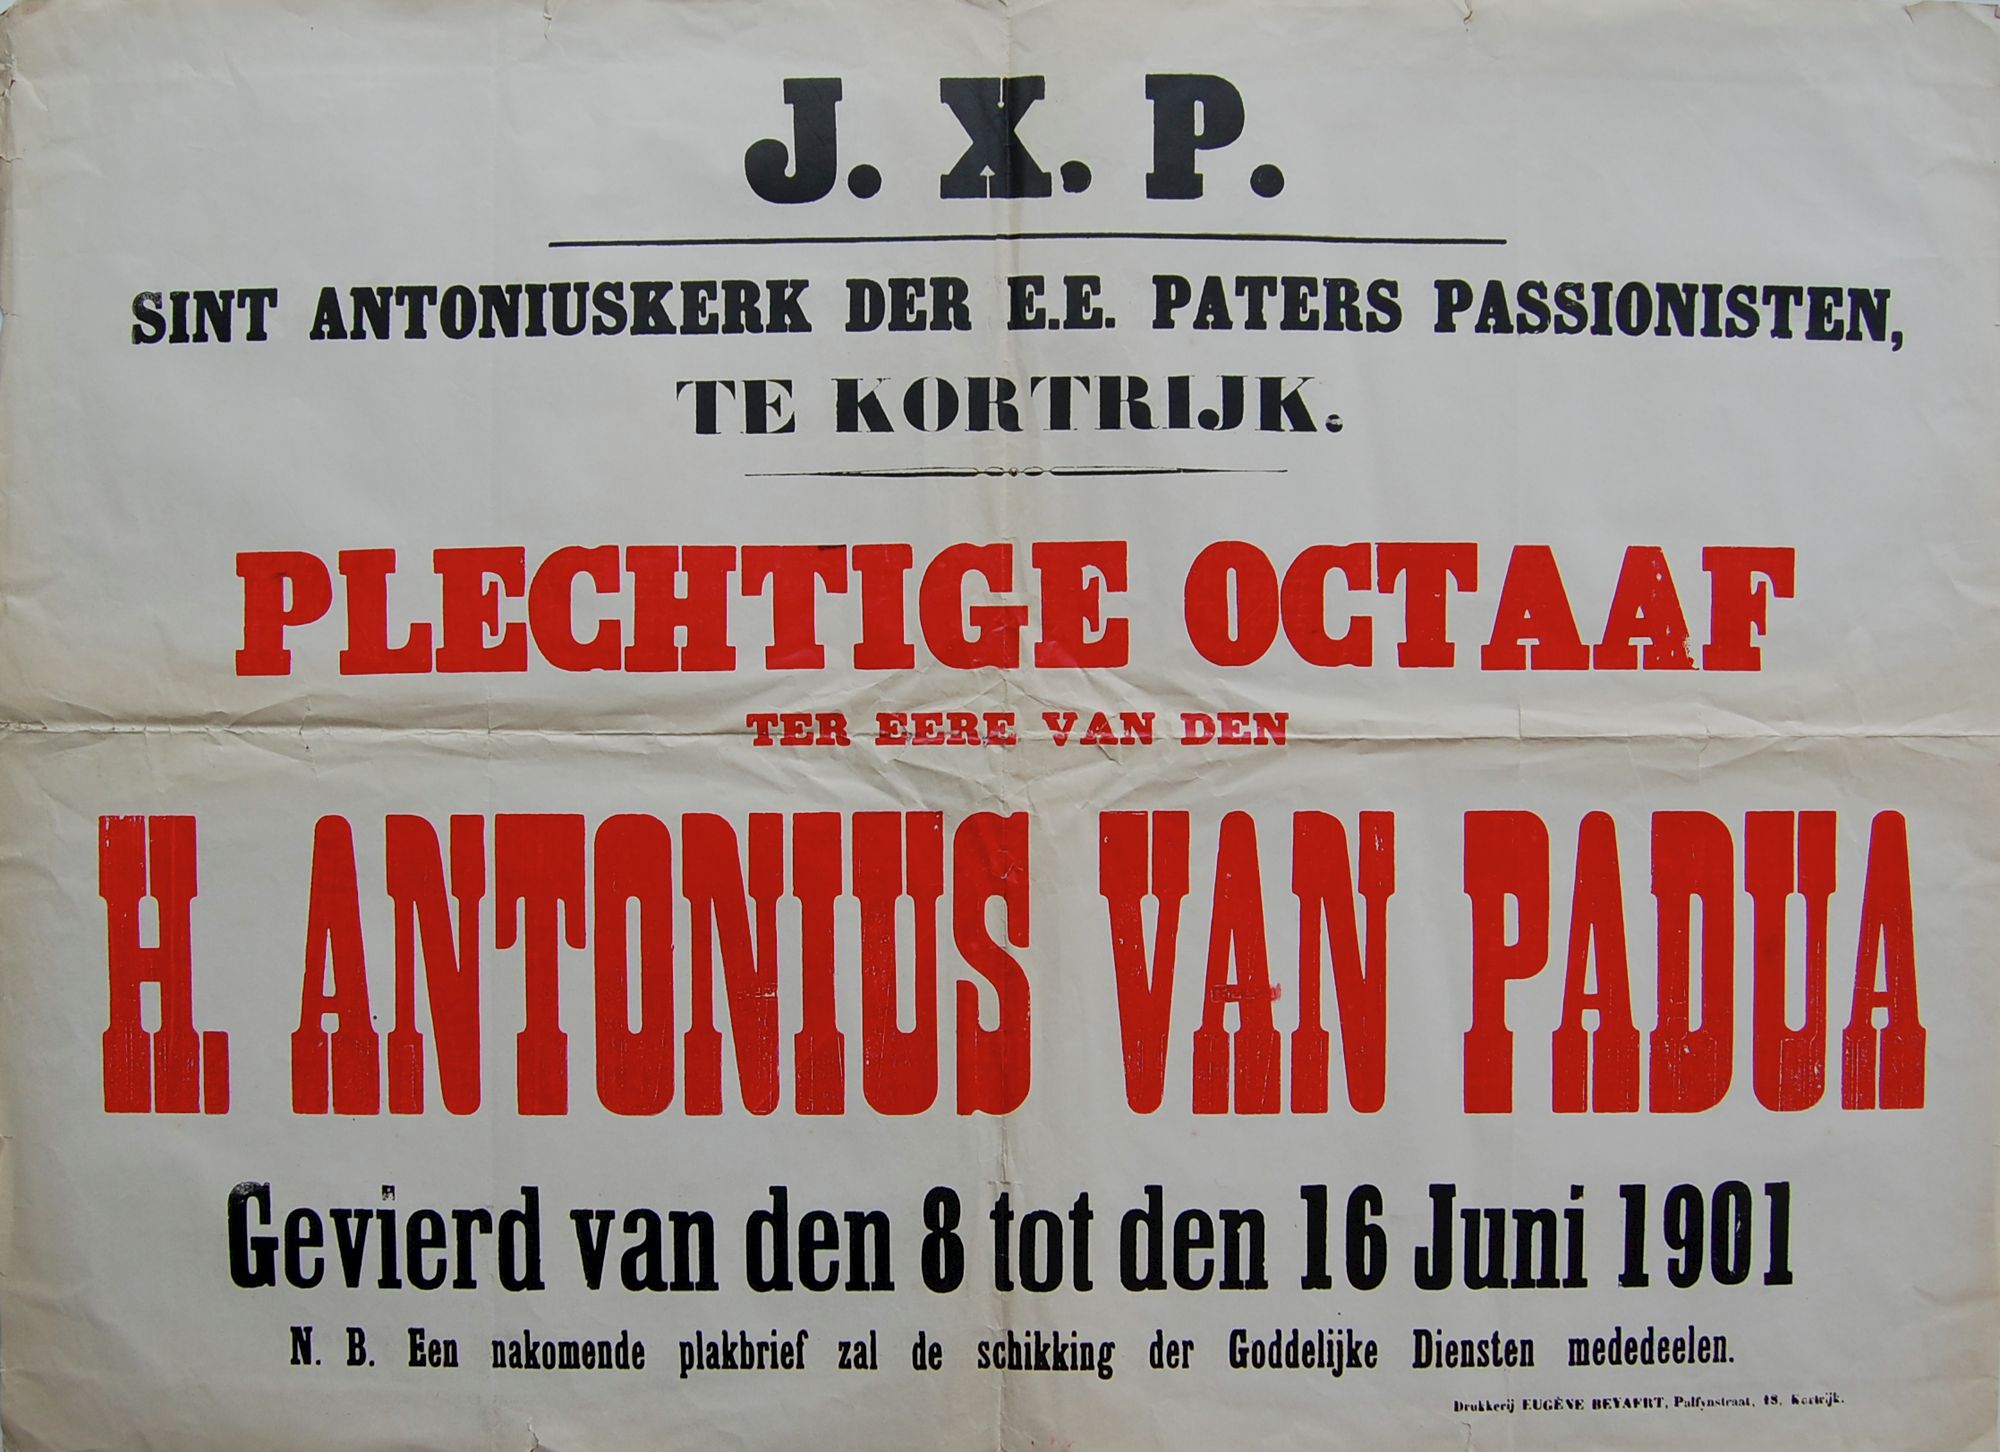 J. X. P.
SINT ANTONIUSKERK DER E.E. PATERS PASSIONISTEN,
TE KORTRIJK.
PLECHTIGE OCTAAF
TER EERE VAN DEN
H. ANTONIUS VAN PADUA
Gevierd van den 8 tot den 16 Juni 1901
N. B. Een nakomende plakbrief zal de schikking der Goddelijke Diensten mededeelen.
Drukkerij EUGÈNE BEYAERT, Palfynstraat, 18, Kortrijk.